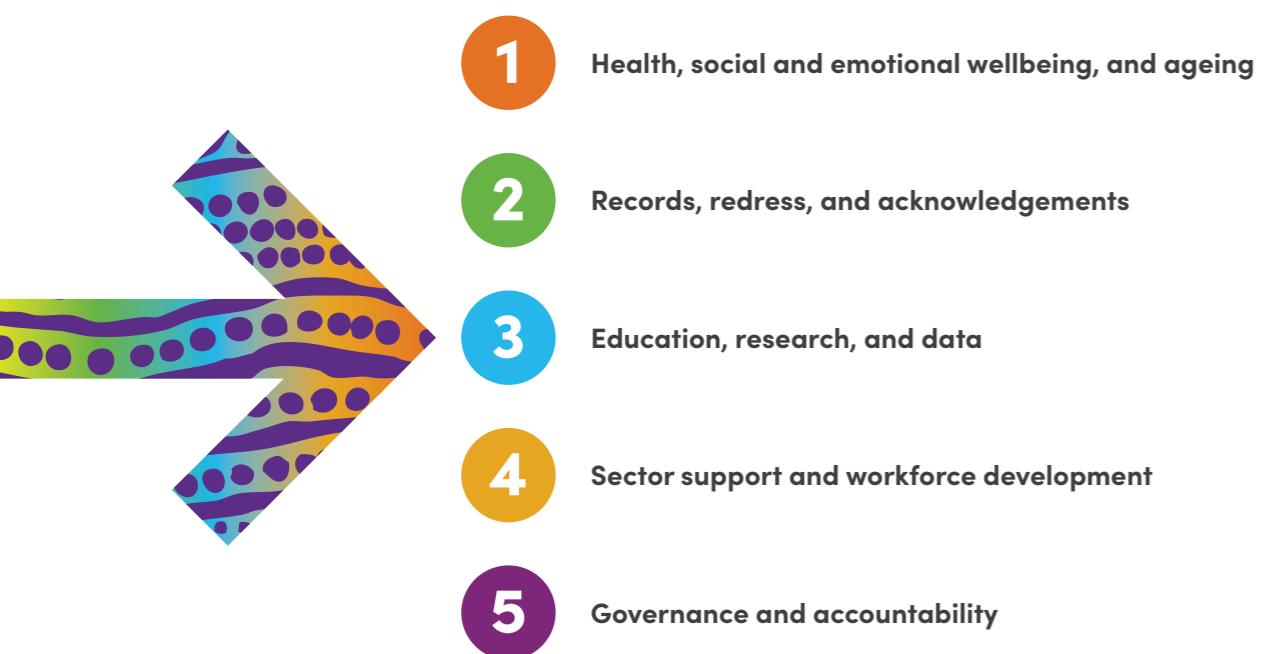 1 Health, social and emotional wellbeing, and ageing
2 Records, redress, and acknowledgements
3 Education, research, and data
4 Sector support and workforce development
5 Governance and accountability